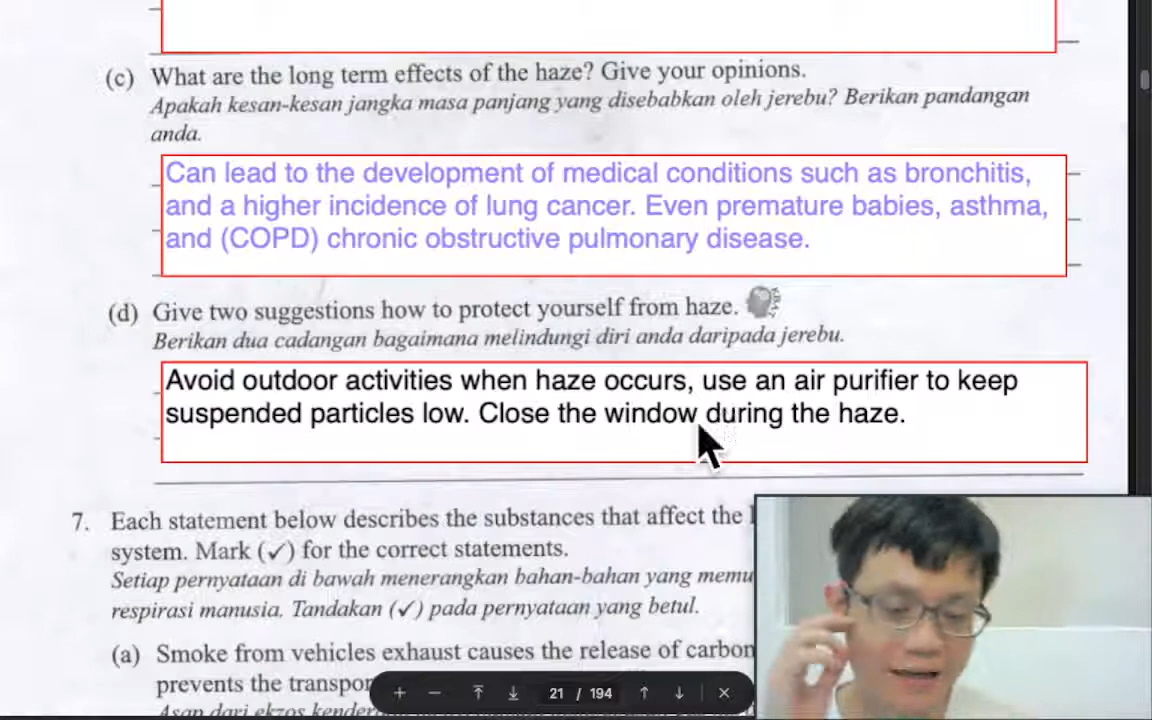 (c) What are the long term effects of the haze? Give your opinions.
Apakah kesan-kesan jangka masa panjang yang disebabkan oleh jerebu? Berikan pandangan
anda.
Can lead to the development of medical conditions such as bronchitis,
and a higher incidence of lung cancer. Even premature babies, asthma,
and (COPD) chronic obstructive pulmonary disease.
(d) Give two suggestions how to protect yourself from haze.
Berikan dua cadangan bagaimana melindungi diri anda daripada jerebu.
Avoid outdoor activities when haze occurs, use an air purifier to keep
suspended particles low. Close the window during the haze.
7. Each statement below describes the substances that affect the
system. Mark (✓) for the correct statements.
Setiap pernyataan di bawah menerangkan bahan-bahan yang memu
respirasi manusia. Tandakan (✓) pada pernyataan yang betul.
(a) Smoke from vehicles exhaust causes the release of carbon
prevents the transpor
21 / 194
Asap dari ekzos kender